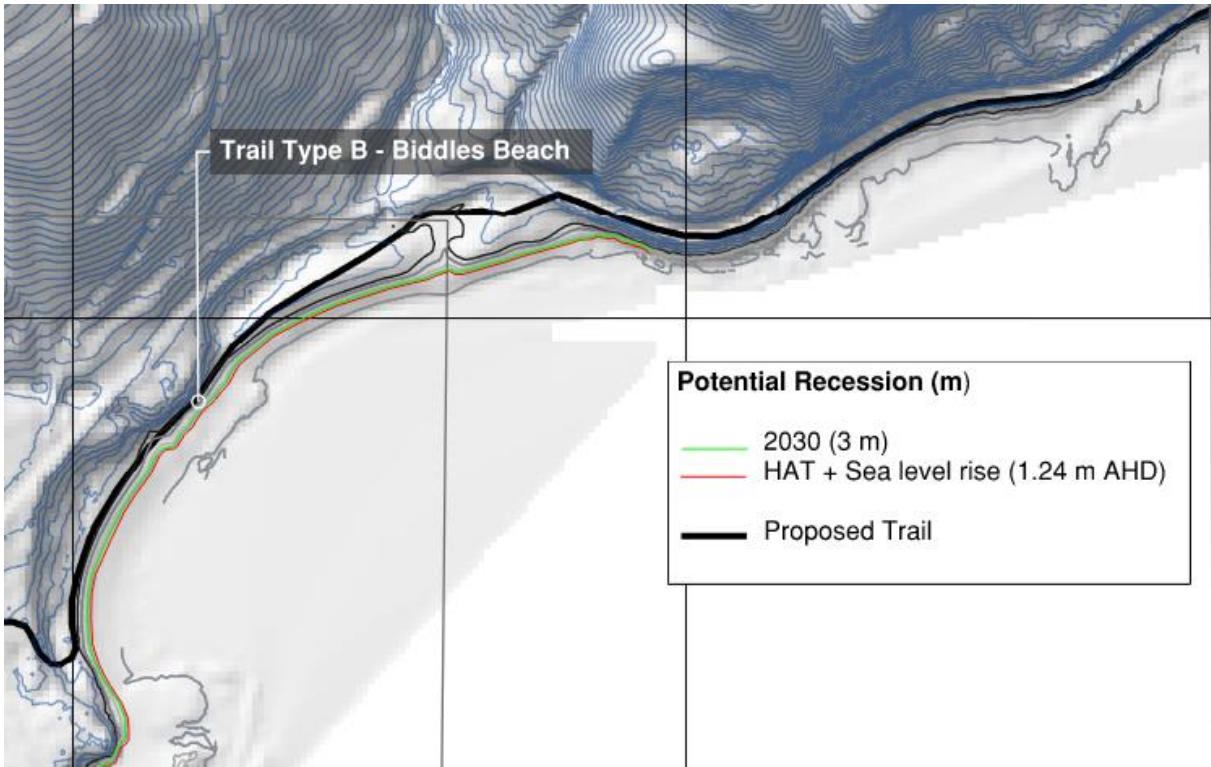 Trail Type B - Biddles Beach
Potential Recession (m)
2030 (3 m)
HAT + Sea level rise (1.24 m AHD)
Proposed Trail